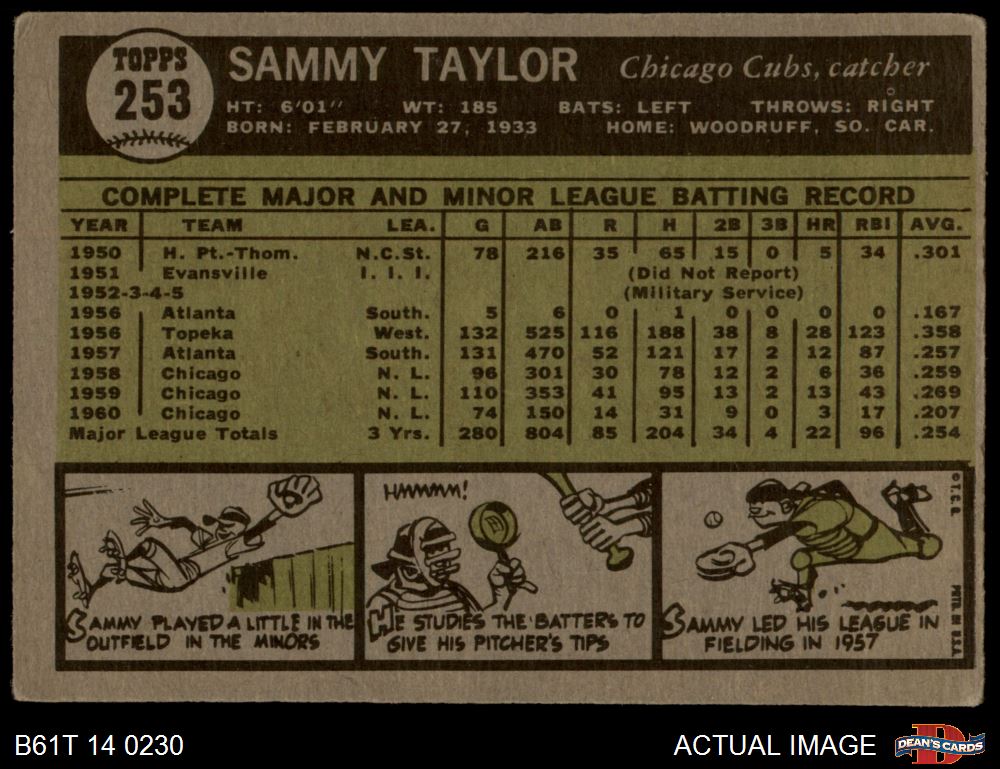 TOPPS
253
SAMMY TAYLOR Chicago Cubs, catcher
HT: 6'01" WT: 185 BATS: LEFT THROWS: RIGHT
BORN: FEBRUARY 27, 1933 HOME: WOODRUFF, SO. CAR.
COMPLETE MAJOR AND MINOR LEAGUE BATTING RECORD
YEAR TEAM LEA. G AB R H 2B 3B HR RBI AVG.
1950 H. Pt.-Thom. N.C.St. 78 216 35 65 15 0 5 34 .301
1951 Evansville I. I. I. (Did Not Report)
1952-3-4-5 (Military Service)
1956 Atlanta South. 5 6 0 1 0 0 0 0 .167
1956 Topeka West. 132 525 116 188 38 8 28 123 .358
1957 Atlanta South. 131 470 52 121 17 2 12 87 .257
1958 Chicago N. L. 96 301 30 78 12 2 6 36 .259
1959 Chicago N. L. 110 353 41 95 13 2 13 43 .269
1960 Chicago N. L. 74 150 14 31 9 0 3 17 .207
Major League Totals 3 Yrs. 280 804 85 204 34 4 22 96 .254
SAMMY PLAYED A LITTLE IN THE
OUTFIELD IN THE MINORS
HMMMM!
HE STUDIES THE BATTERS TO
GIVE HIS PITCHER'S TIPS
SAMMY LED HIS LEAGUE IN
FIELDING IN 1957
© T. C. G.
PTD. IN U.S.A.
B61T 14 0230
ACTUAL IMAGE
DEAN'S CARDS